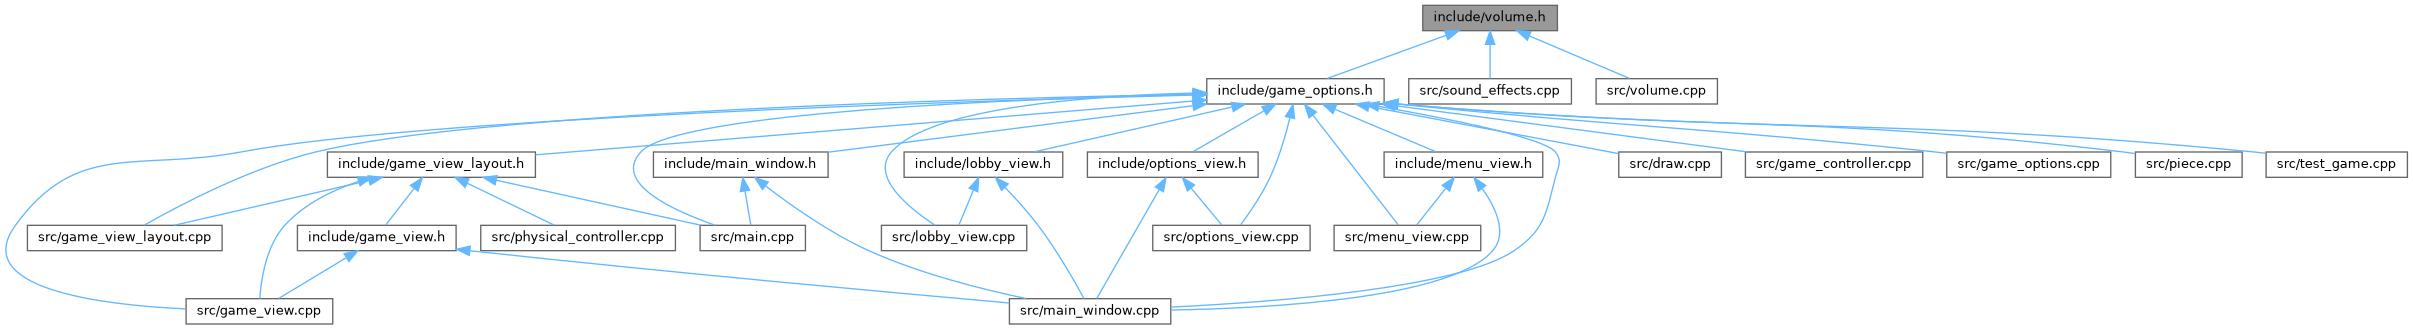 include/volume.h
include/game_options.h
src/sound_effects.cpp
src/volume.cpp
include/game_view_layout.h
include/main_window.h
include/lobby_view.h
include/options_view.h
include/menu_view.h
src/draw.cpp
src/game_controller.cpp
src/game_options.cpp
src/piece.cpp
src/test_game.cpp
src/game_view_layout.cpp
include/game_view.h
src/physical_controller.cpp
src/main.cpp
src/lobby_view.cpp
src/options_view.cpp
src/menu_view.cpp
src/game_view.cpp
src/main_window.cpp